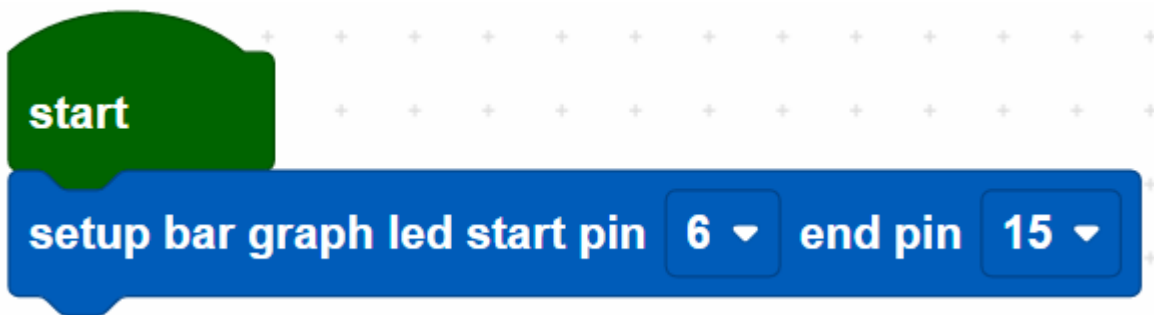 start
setup bar graph led start pin 6 end pin 15